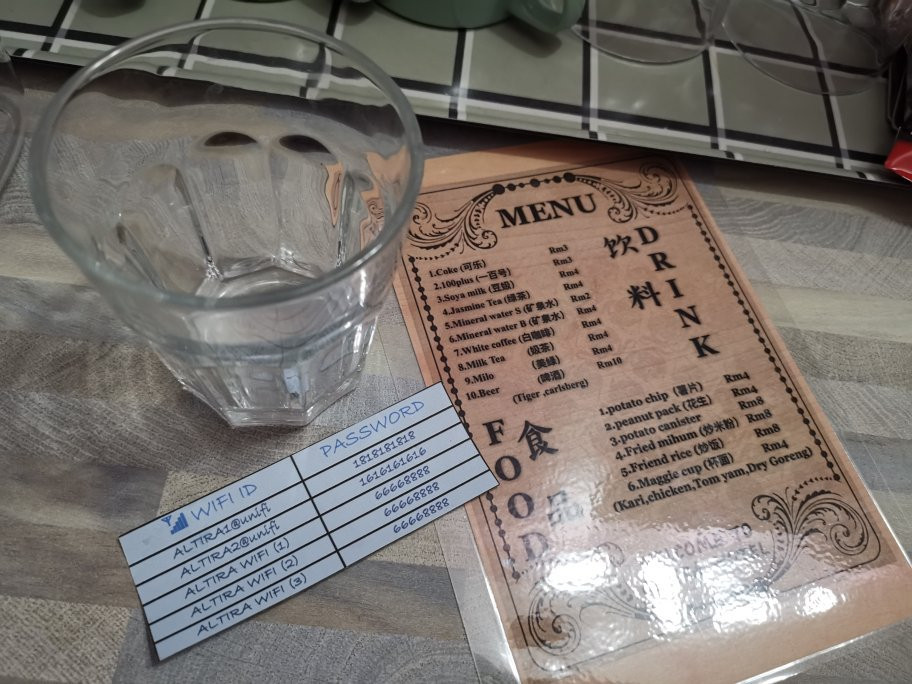 MENU
饮料
DRINK
1.Coke (可乐) Rm3
2.100plus (一百号) Rm3
3.Soya milk (豆奶) Rm4
4.Jasmine Tea (绿茶) Rm4
5.Mineral water S (矿泉水) Rm2
6.Mineral water B (矿泉水) Rm4
7.White coffee (白咖啡) Rm4
8.Milk Tea (奶茶) Rm4
9.Milo (美绿) Rm4
10.Beer (啤酒) Rm10
(Tiger ,carlsberg)
FOOD
食品
1.potato chip (薯片) Rm4
2.peanut pack (花生) Rm4
3.potato canister Rm8
4.Fried mihum (炒米粉) Rm8
5.Friend rice (炒饭) Rm8
6.Maggie cup (杯面) Rm4
(Kari,chicken,Tom yam,Dry Goreng)
TO
WIFI ID PASSWORD
ALTIRA1@unifi 1818181818
ALTIRA2@unifi 1616161616
ALTIRA WIFI (1) 66668888
ALTIRA WIFI (2) 66668888
ALTIRA WIFI (3) 66668888